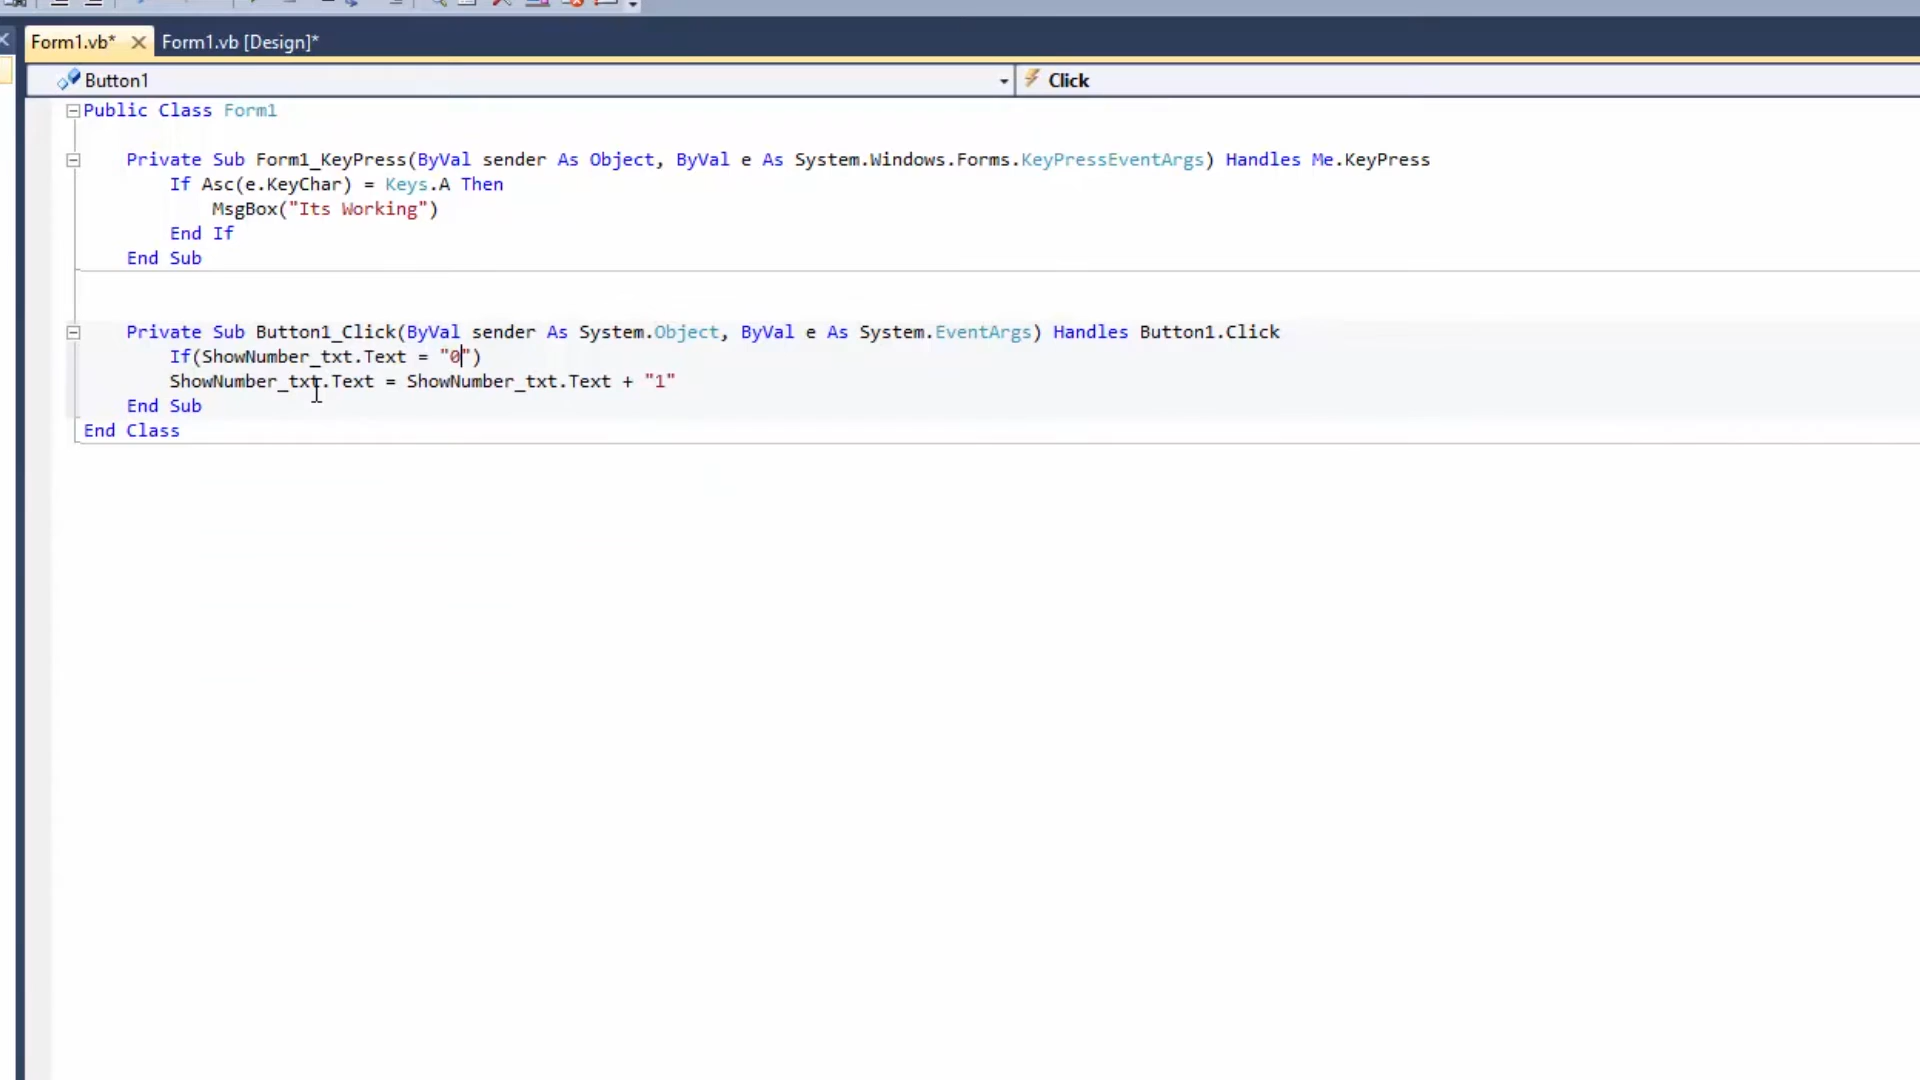 Form1.vb* Form1.vb [Design]*
Button1 Click
Public Class Form1
Private Sub Form1_KeyPress(ByVal sender As Object, ByVal e As System.Windows.Forms.KeyPressEventArgs) Handles Me.KeyPress
If Asc(e.KeyChar) = Keys.A Then
MsgBox("Its Working")
End If
End Sub
Private Sub Button1_Click(ByVal sender As System.Object, ByVal e As System.EventArgs) Handles Button1.Click
If(ShowNumber_txt.Text = "0")
ShowNumber_txt.Text = ShowNumber_txt.Text + "1"
End Sub
End Class